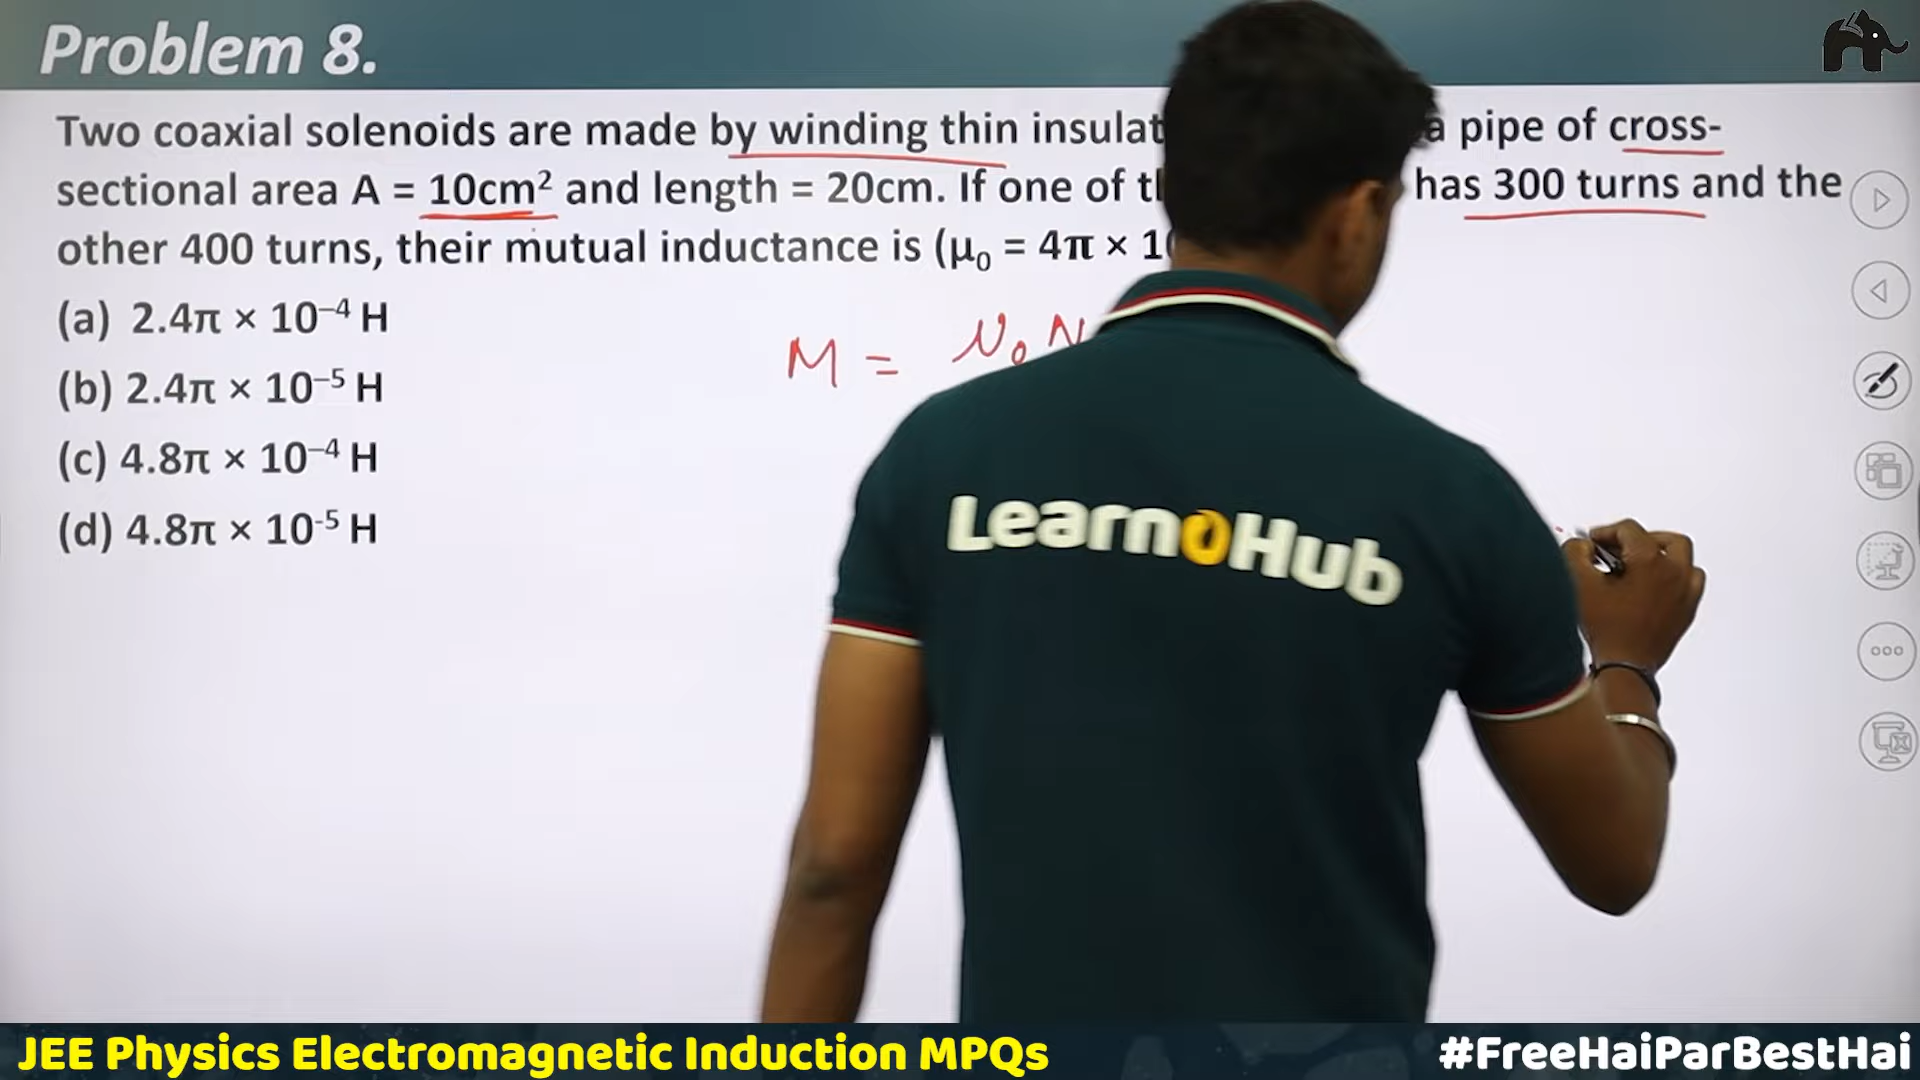 Problem 8.
Two coaxial solenoids are made by winding thin insulat a pipe of cross-
sectional area A = 10cm² and length = 20cm. If one of t has 300 turns and the
other 400 turns, their mutual inductance is (μ₀ = 4π × 1
(a) 2.4π × 10⁻⁴ H
(b) 2.4π × 10⁻⁵ H
(c) 4.8π × 10⁻⁴ H
(d) 4.8π × 10⁻⁵ H
M = μ₀ N
LearnoHub
JEE Physics Electromagnetic Induction MPQs
#FreeHaiParBestHai